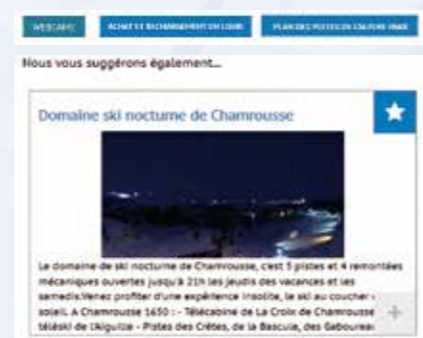 WEBCAMS
ACHAT ET RECHARGEMENT EN LIGNE
PLAN DES PISTES DE
Nous vous suggérons également...
Domaine ski nocturne de Chamrousse
Le domaine de ski nocturne de Chamrousse, c'est 5 pistes et 4 remontées
mécaniques ouvertes jusqu'à 21h les jeudis des vacances et les
samedis.Venez profiter d'une expérience insolite, le ski au coucher
soleil. A Chamrousse 1650 : - Télécabine de La Croix de Chamrousse
téléski de l'Aiguille - Pistes des Crêtes, de la Bascule, des Gaboureau
+